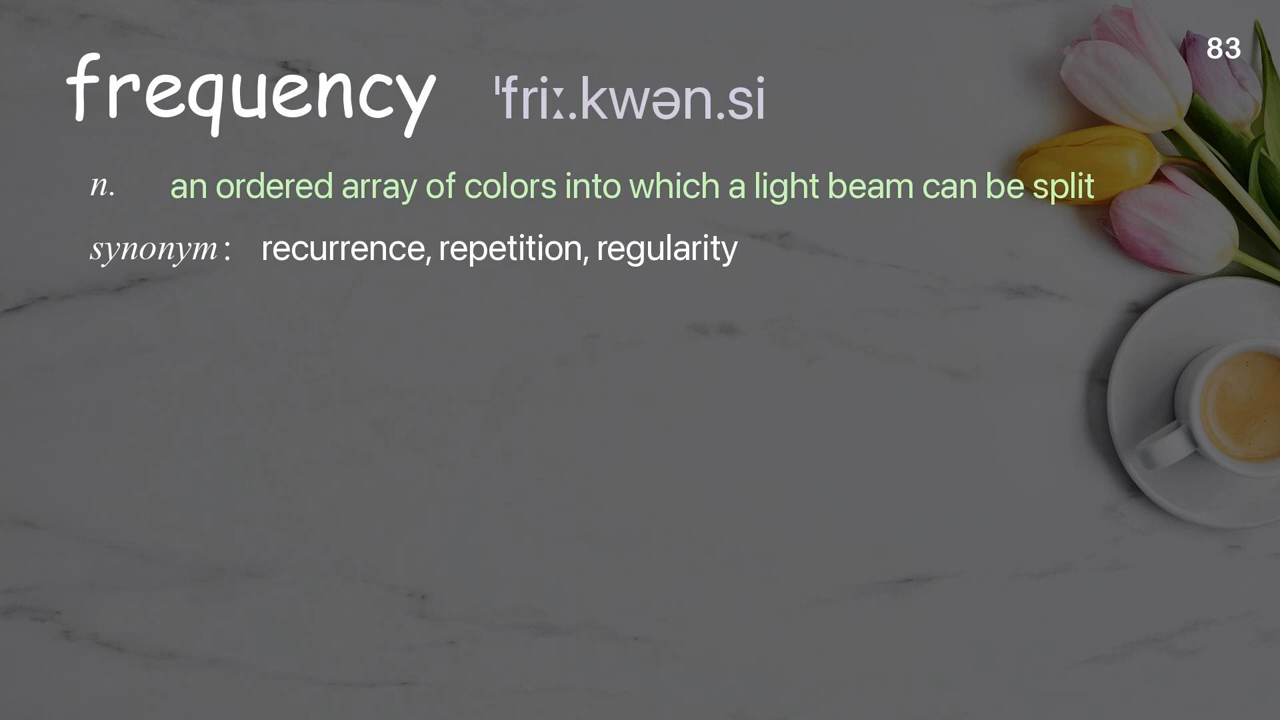 83
frequency ˈfriː.kwən.si
n. an ordered array of colors into which a light beam can be split
synonym: recurrence, repetition, regularity